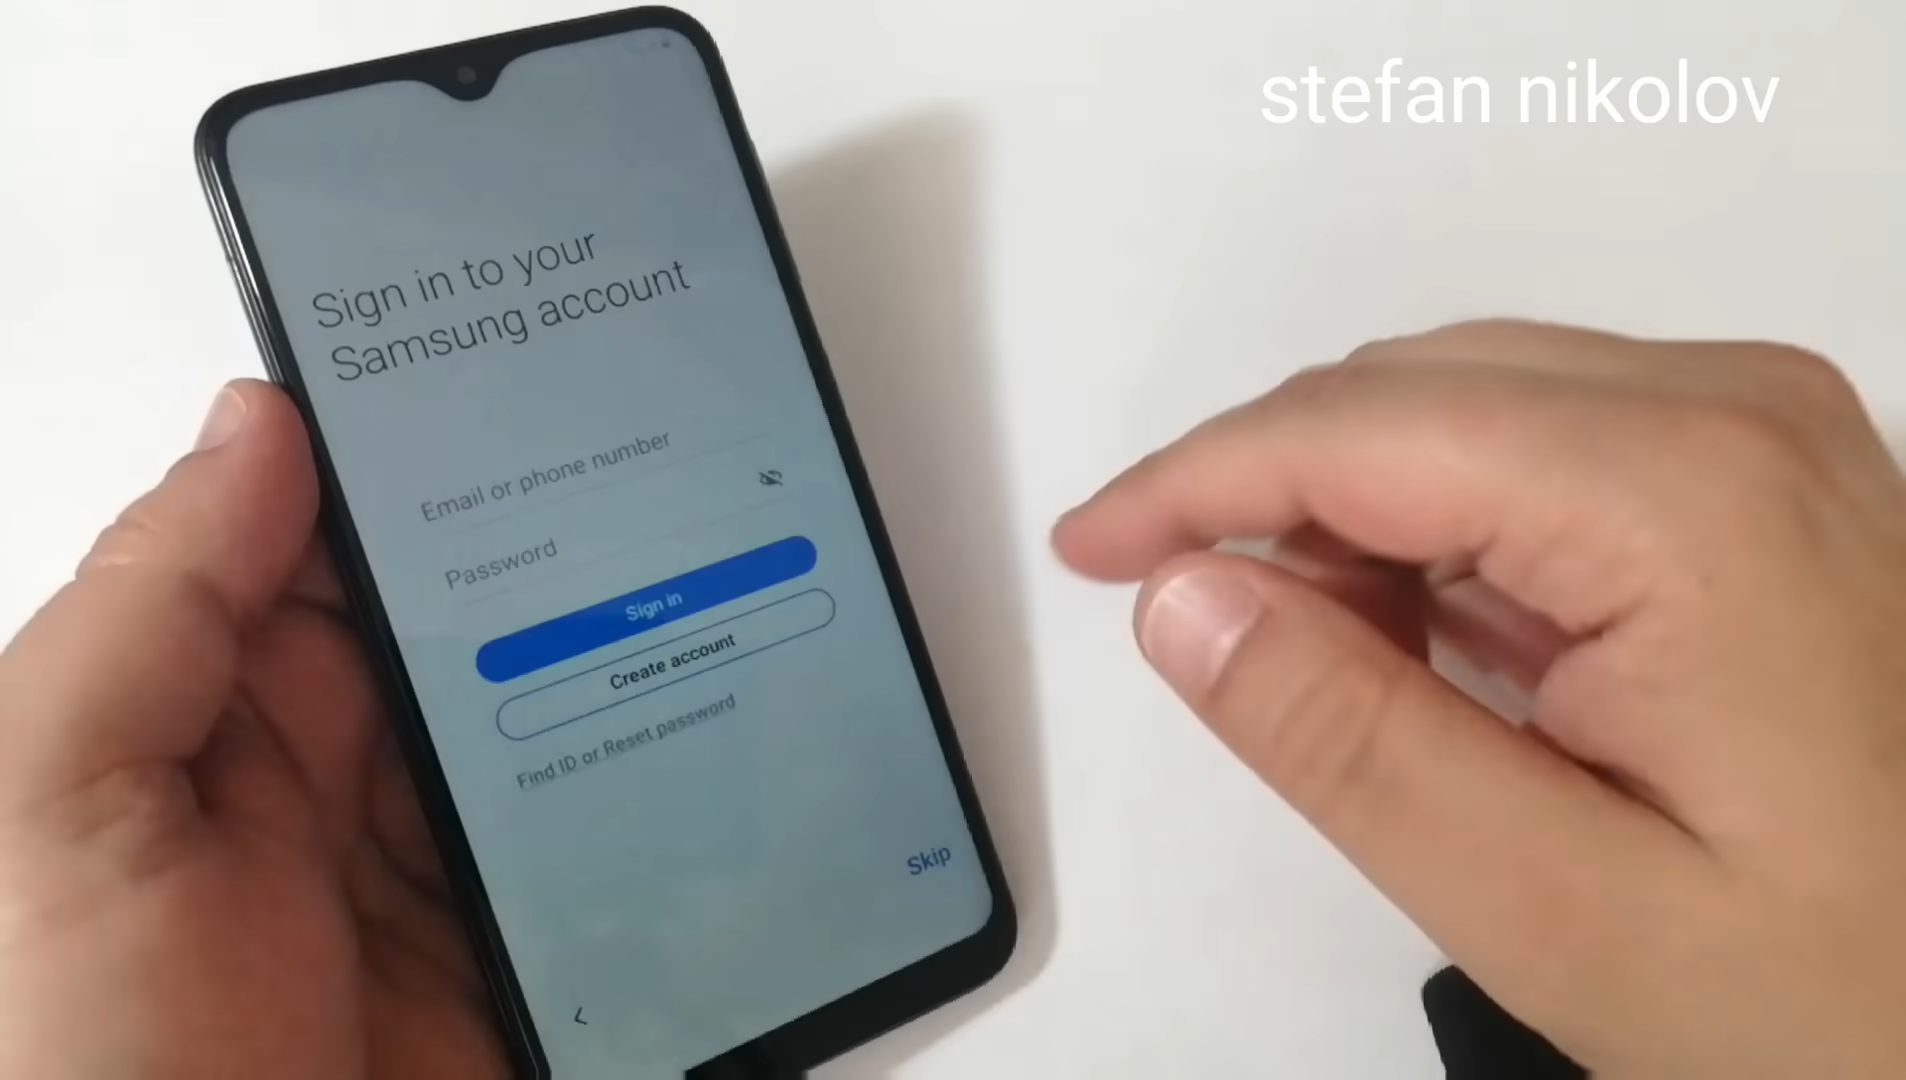 stefan nikolov
Sign in to your
Samsung account
Email or phone number
Password
Sign in
Create account
Find ID or Reset password
Skip